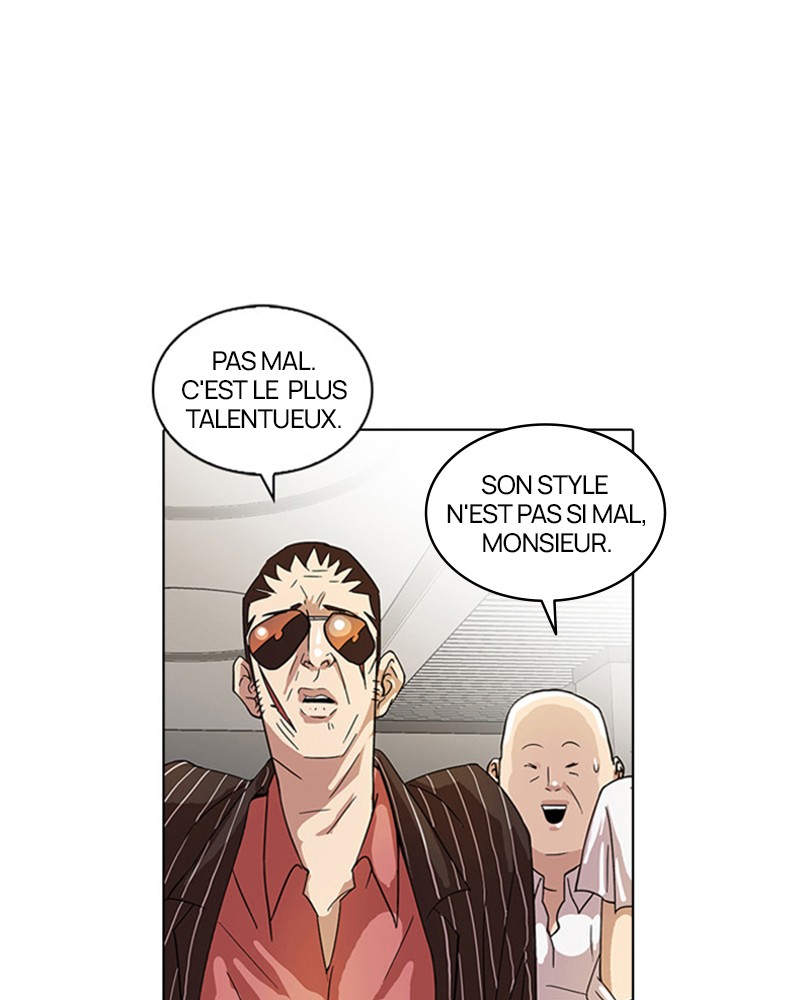 PAS MAL.
C'EST LE PLUS
TALENTUEUX.
SON STYLE
N'EST PAS SI MAL,
MONSIEUR.